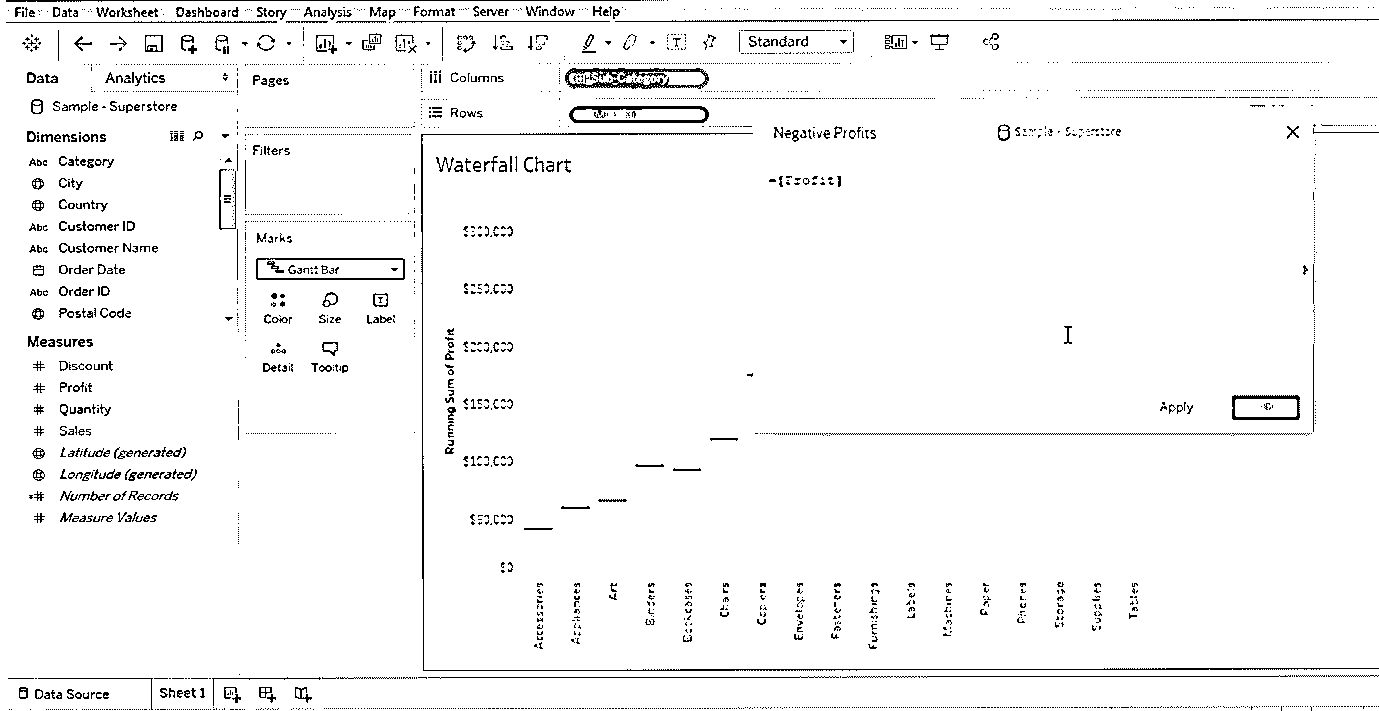 File Data Worksheet Dashboard Story Analysis Map Format Server Window Help
Standard
Data Analytics
Sample - Superstore
Dimensions
Abc Category
City
Country
Abc Customer ID
Abc Customer Name
Order Date
Abc Order ID
Postal Code
Measures
Discount
Profit
Quantity
Sales
Latitude (generated)
Longitude (generated)
Number of Records
Measure Values
Pages
Filters
Marks
Gantt Bar
Color Size Label
Detail Tooltip
Columns
Sub-Category
Rows
Waterfall Chart
Running Sum of Profit
$300,000
$250,000
$200,000
$150,000
$100,000
$50,000
$0
Accessories
Appliances
Art
Binders
Bookcases
Chairs
Copiers
Envelopes
Fasteners
Furnishings
Labels
Machines
Paper
Phones
Storage
Supplies
Tables
Negative Profits
Sample - Superstore
-[Profit]
Apply
Data Source
Sheet 1